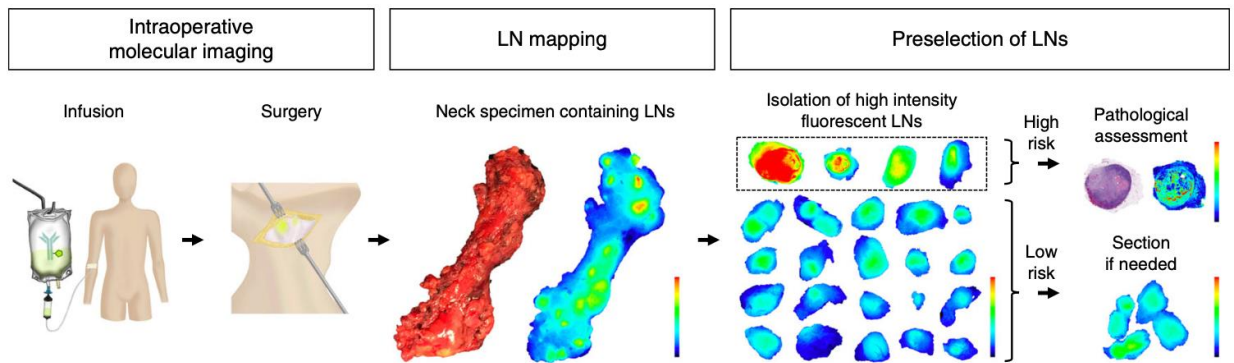 Intraoperative
molecular imaging
LN mapping
Preselection of LNs
Infusion
Surgery
Neck specimen containing LNs
Isolation of high intensity
fluorescent LNs
High
risk
Pathological
assessment
Low
risk
Section
if needed